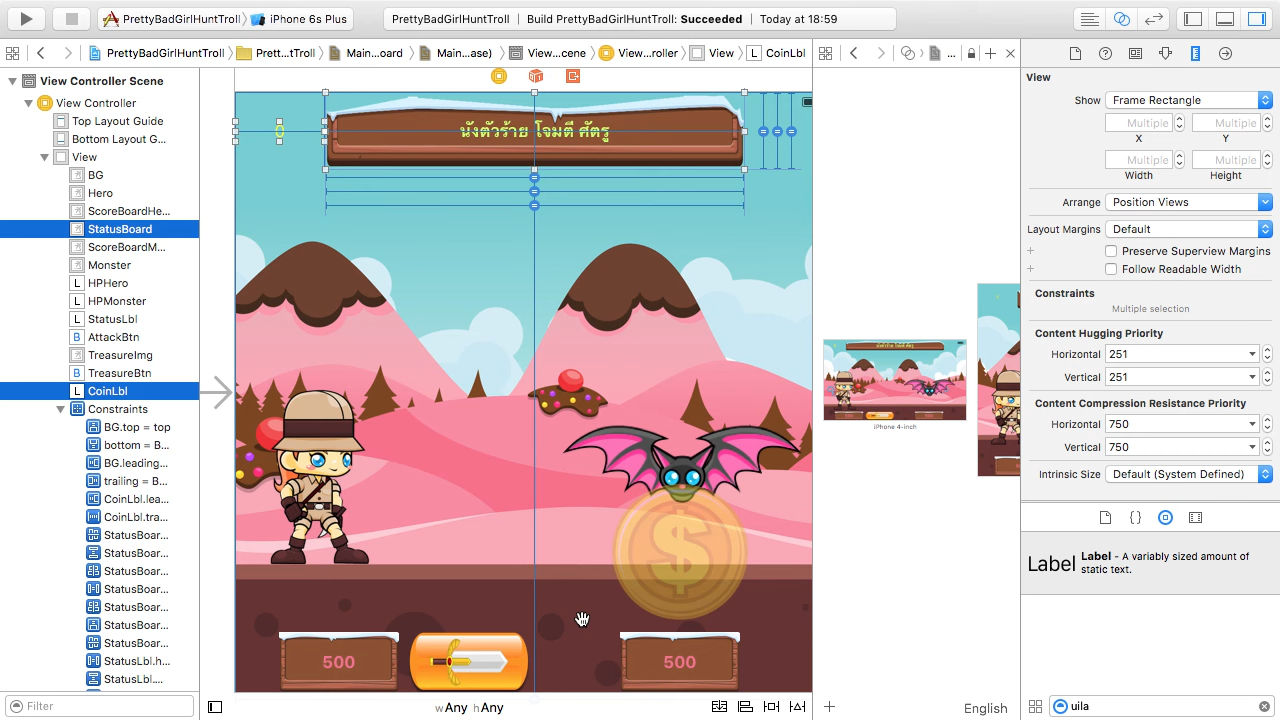 PrettyBadGirlHuntTroll
iPhone 6s Plus
PrettyBadGirlHuntTroll | Build PrettyBadGirlHuntTroll: Succeeded | Today at 18:59
PrettyBadGirlHuntTroll
Prett...tTroll
Main...oard
Main...ase)
View...cene
View...roller
View
L CoinLbl
...
View Controller Scene
View Controller
Top Layout Guide
Bottom Layout G...
View
BG
Hero
ScoreBoardHe...
StatusBoard
ScoreBoardM...
Monster
L HPHero
L HPMonster
L StatusLbl
B AttackBtn
TreasureImg
B TreasureBtn
L CoinLbl
Constraints
BG.top = top
bottom = B...
BG.leading...
trailing = B...
CoinLbl.lea...
CoinLbl.tra...
StatusBoar...
StatusBoar...
StatusBoar...
StatusBoar...
StatusBoar...
StatusBoar...
StatusBoar...
StatusLbl.h...
StatusLbl....
Filter
0
นังตัวร้าย โจมตี ศัตรู
$
500
500
wAny hAny
iPhone 4-inch
English
View
Show Frame Rectangle
Multiple Multiple
X Y
Multiple Multiple
Width Height
Arrange Position Views
Layout Margins Default
Preserve Superview Margins
Follow Readable Width
Constraints
Multiple selection
Content Hugging Priority
Horizontal 251
Vertical 251
Content Compression Resistance Priority
Horizontal 750
Vertical 750
Intrinsic Size Default (System Defined)
Label
Label - A variably sized amount of
static text.
uila